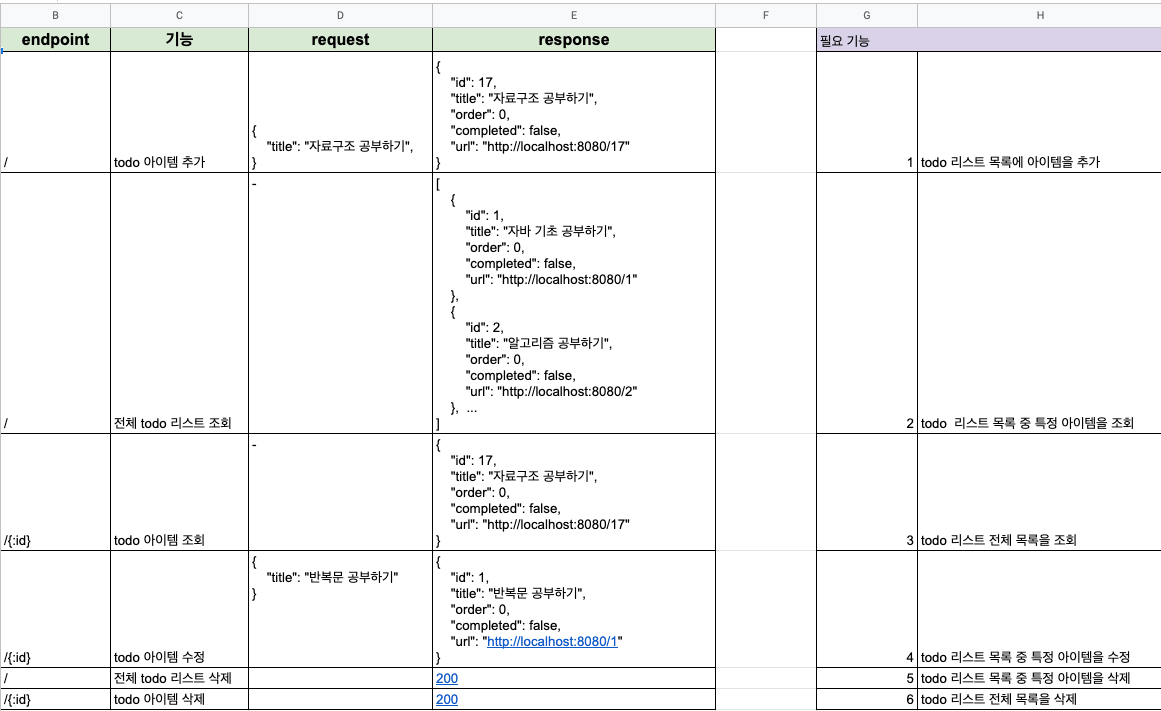 B C D E F G H
endpoint 기능 request response 필요 기능
{
"id": 17,
"title": "자료구조 공부하기",
"order": 0,
"completed": false,
"url": "http://localhost:8080/17"
}
{
"title": "자료구조 공부하기",
}
/ todo 아이템 추가
1 todo 리스트 목록에 아이템을 추가
-
[
{
"id": 1,
"title": "자바 기초 공부하기",
"order": 0,
"completed": false,
"url": "http://localhost:8080/1"
},
{
"id": 2,
"title": "알고리즘 공부하기",
"order": 0,
"completed": false,
"url": "http://localhost:8080/2"
}, ...
]
/ 전체 todo 리스트 조회
2 todo 리스트 목록 중 특정 아이템을 조회
-
{
"id": 17,
"title": "자료구조 공부하기",
"order": 0,
"completed": false,
"url": "http://localhost:8080/17"
}
/{:id} todo 아이템 조회
3 todo 리스트 전체 목록을 조회
{
"title": "반복문 공부하기"
}
{
"id": 1,
"title": "반복문 공부하기",
"order": 0,
"completed": false,
"url": "http://localhost:8080/1"
}
/{:id} todo 아이템 수정
4 todo 리스트 목록 중 특정 아이템을 수정
/ 전체 todo 리스트 삭제 200 5 todo 리스트 목록 중 특정 아이템을 삭제
/{:id} todo 아이템 삭제 200 6 todo 리스트 전체 목록을 삭제